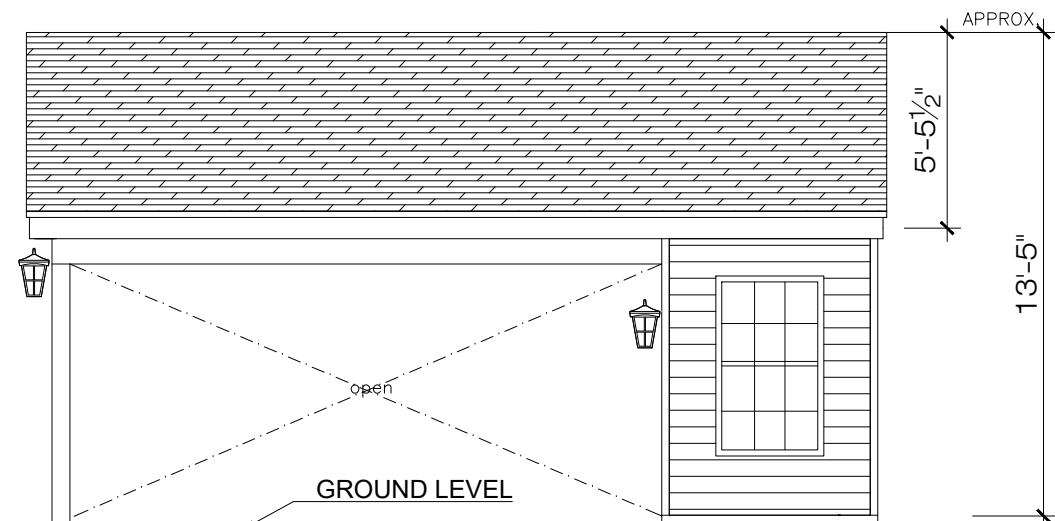 APPROX.
5'-5½"
13'-5"
open
GROUND LEVEL